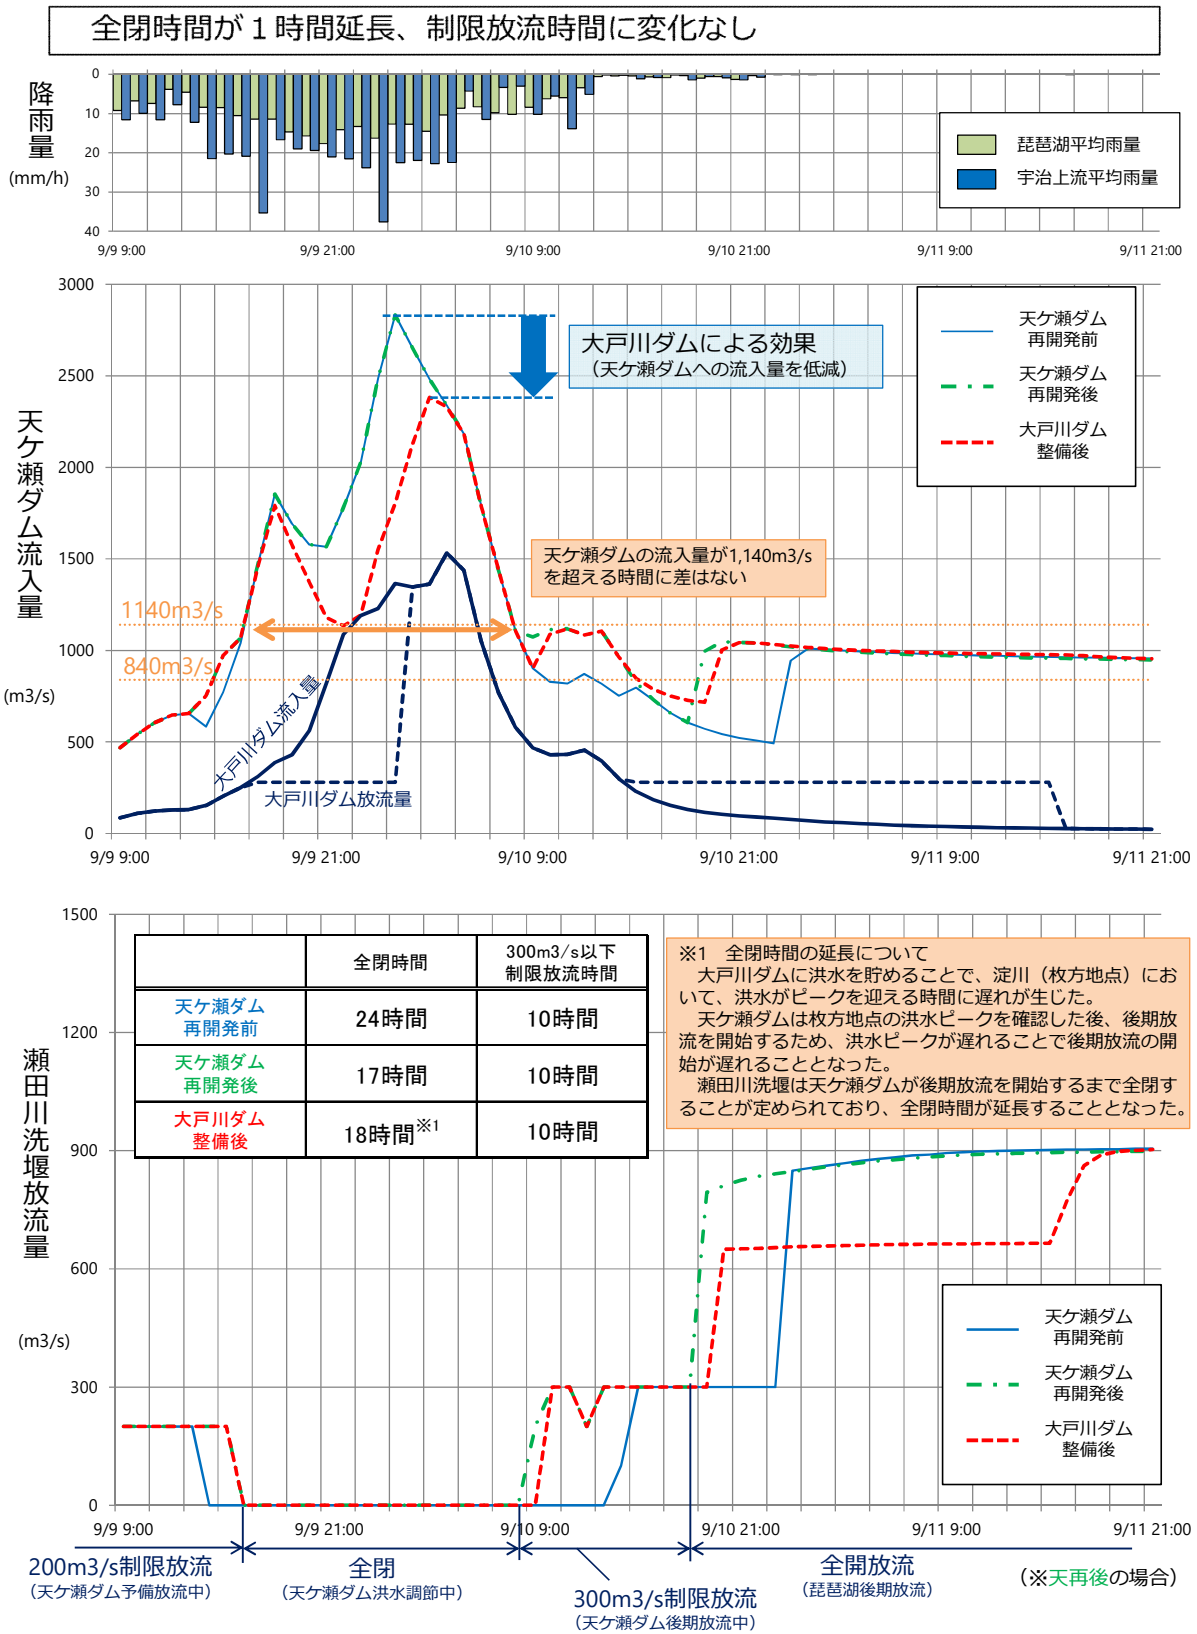 全閉時間が１時間延長、制限放流時間に変化なし
降雨量
(mm/h)
0
10
20
30
40
琵琶湖平均雨量
宇治上流平均雨量
9/9 9:00
9/9 21:00
9/10 9:00
9/10 21:00
9/11 9:00
9/11 21:00
天ケ瀬ダム流入量
(m3/s)
3000
2500
2000
1500
1000
500
0
大戸川ダムによる効果
（天ケ瀬ダムへの流入量を低減）
天ケ瀬ダム
再開発前
天ケ瀬ダム
再開発後
大戸川ダム
整備後
天ケ瀬ダムの流入量が1,140m3/s
を超える時間に差はない
1140m3/s
840m3/s
大戸川ダム流入量
大戸川ダム放流量
9/9 9:00
9/9 21:00
9/10 9:00
9/10 21:00
9/11 9:00
9/11 21:00
瀬田川洗堰放流量
(m3/s)
1500
1200
900
600
300
0
全閉時間
300m3/s以下
制限放流時間
天ケ瀬ダム
再開発前
24時間
10時間
天ケ瀬ダム
再開発後
17時間
10時間
大戸川ダム
整備後
18時間※1
10時間
※1　全閉時間の延長について
大戸川ダムに洪水を貯めることで、淀川（枚方地点）にお
いて、洪水がピークを迎える時間に遅れが生じた。
天ケ瀬ダムは枚方地点の洪水ピークを確認した後、後期放
流を開始するため、洪水ピークが遅れることで後期放流の開
始が遅れることとなった。
瀬田川洗堰は天ケ瀬ダムが後期放流を開始するまで全閉す
ることが定められており、全閉時間が延長することとなった。
天ケ瀬ダム
再開発前
天ケ瀬ダム
再開発後
大戸川ダム
整備後
9/9 9:00
9/9 21:00
9/10 9:00
9/10 21:00
9/11 9:00
9/11 21:00
200m3/s制限放流
（天ケ瀬ダム予備放流中）
全閉
（天ケ瀬ダム洪水調節中）
300m3/s制限放流
（天ケ瀬ダム後期放流中）
全開放流
（琵琶湖後期放流）
（※天再後の場合）